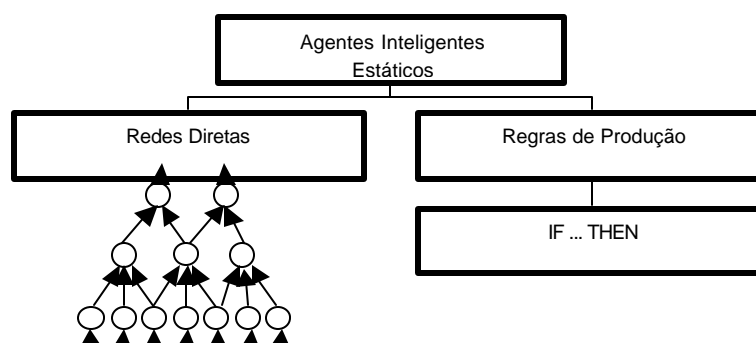 Agentes Inteligentes
Estáticos
Redes Diretas
Regras de Produção
IF ... THEN